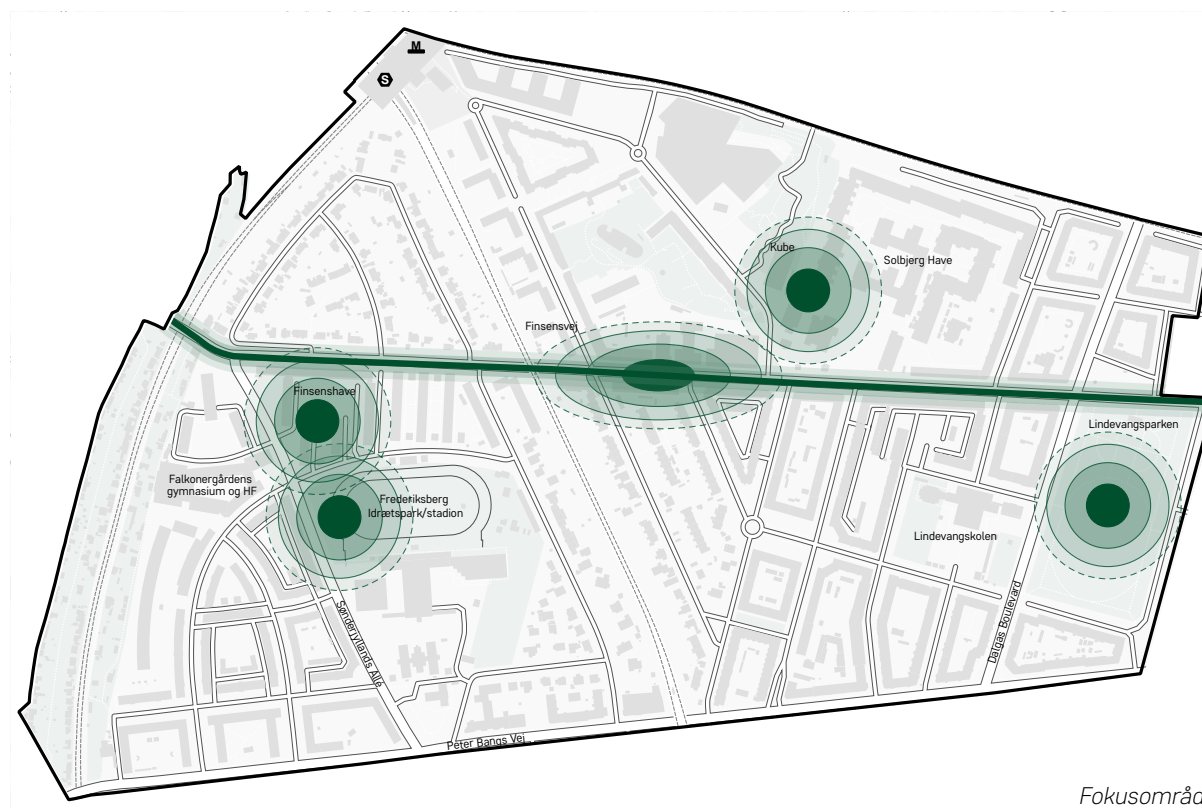 M
S
Kube
Solbjerg Have
Finsensvej
Finsenshave
Lindevangsparken
Falkonergårdens
gymnasium og HF
Frederiksberg
Idrætspark/stadion
Lindevangskolen
Sønderjyllands Allé
Dalgas Boulevard
Peter Bangs Vej
Fokusområd